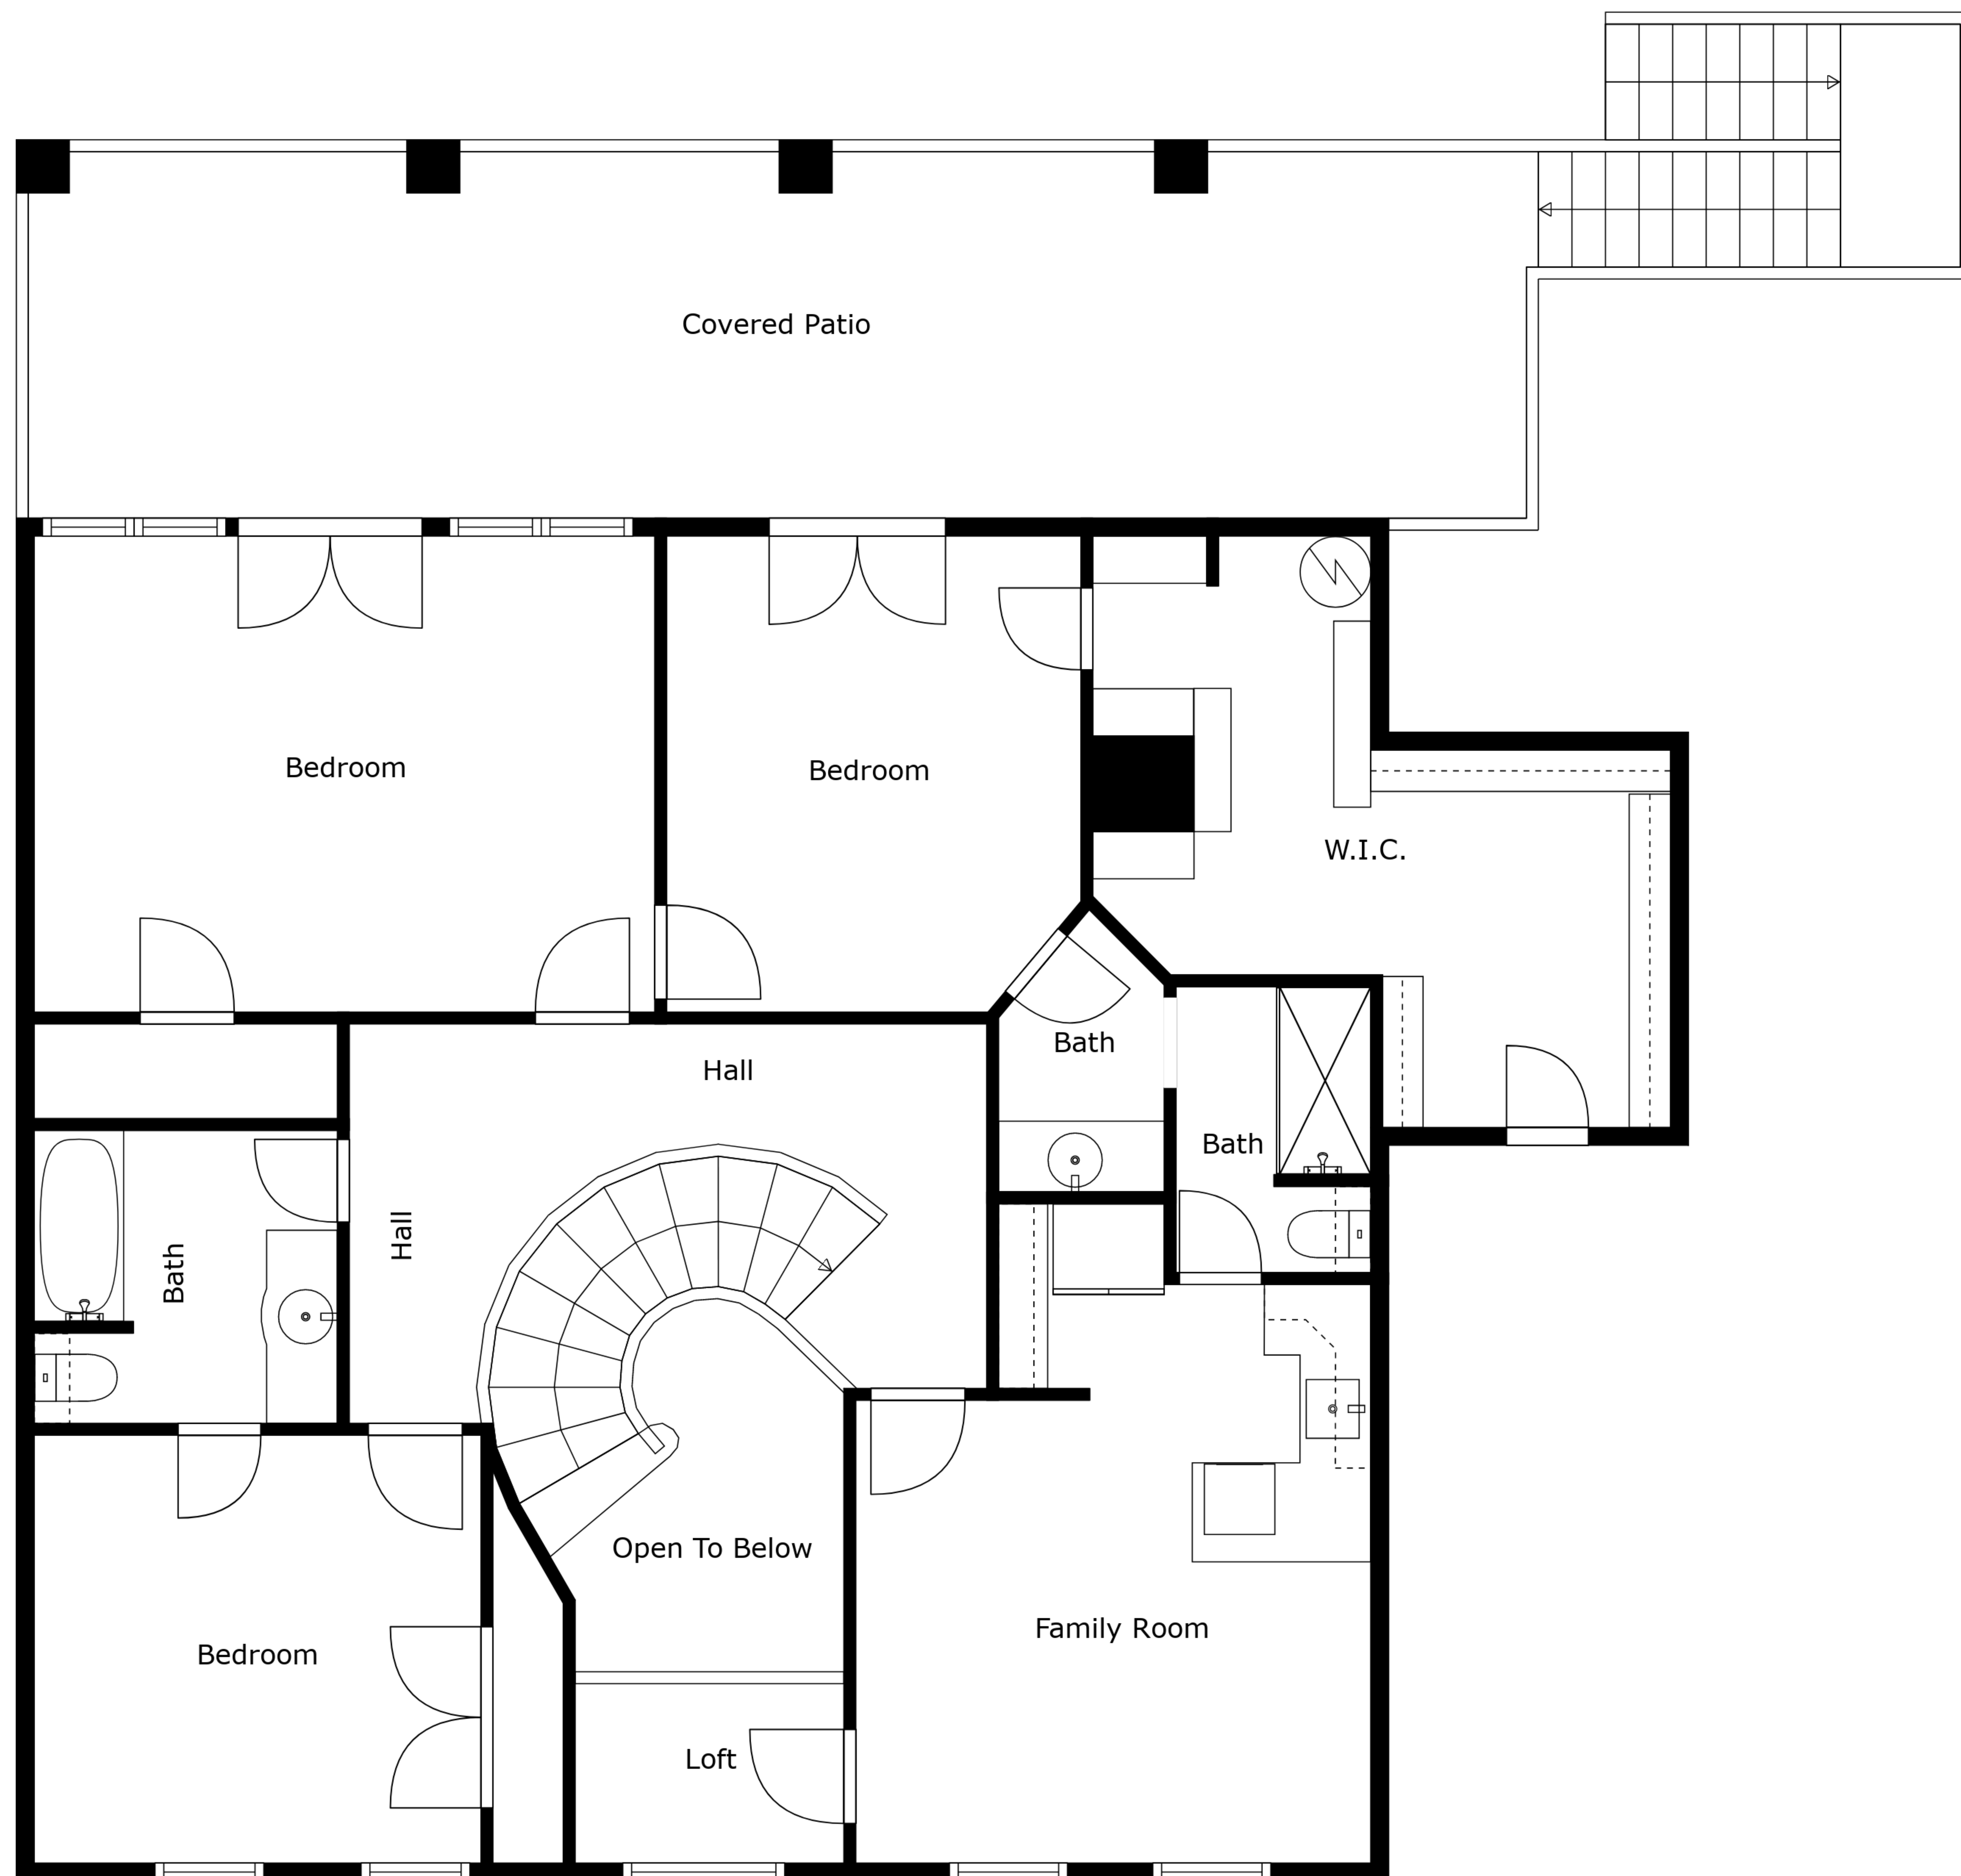 Covered Patio
Bedroom
Bedroom
W.I.C.
Bath
Hall
Bath
Hall
Bath
Open To Below
Family Room
Bedroom
Loft